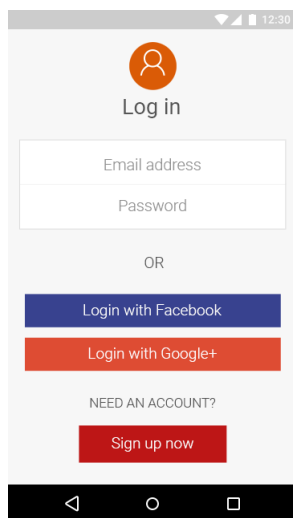 12:30
Log in
Email address
Password
OR
Login with Facebook
Login with Google+
NEED AN ACCOUNT?
Sign up now